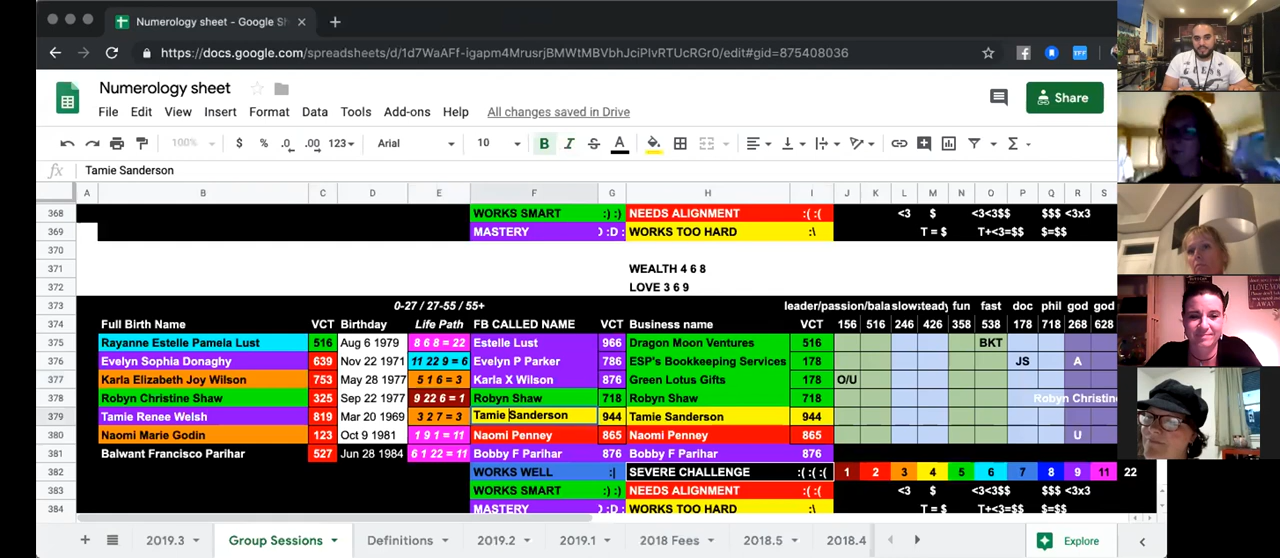 Numerology sheet - Google Sh
https://docs.google.com/spreadsheets/d/1d7WaAFf-igapm4MrusrjBMWtMBVbhJciPlvRTUcRGr0/edit#gid=875408036
Numerology sheet
Share
File Edit View Insert Format Data Tools Add-ons Help All changes saved in Drive
100% $ % .0 .00 123 Arial 10 B I S A
fx Tamie Sanderson
A B C D E F G H I J K L M N O P Q R S
368 WORKS SMART :) :) NEEDS ALIGNMENT :( :( <3 $ <3<3$$ $$$ <3x3
369 MASTERY :D: WORKS TOO HARD :\ T = $ T+<3=$$ $=$$
370
371 WEALTH 4 6 8
372 LOVE 3 6 9
373 0-27 / 27-55 / 55+ leader/passion/bala slow steady fun fast doc phil god god
374 Full Birth Name VCT Birthday Life Path FB CALLED NAME VCT Business name VCT 156 516 246 426 358 538 178 718 268 628
375 Rayanne Estelle Pamela Lust 516 Aug 6 1979 8 6 8 = 22 Estelle Lust 966 Dragon Moon Ventures 516 BKT
376 Evelyn Sophia Donaghy 639 Nov 22 1971 11 22 9 = 6 Evelyn P Parker 786 ESP's Bookkeeping Services 178 JS A
377 Karla Elizabeth Joy Wilson 753 May 28 1977 5 1 6 = 3 Karla X Wilson 876 Green Lotus Gifts 178 O/U
378 Robyn Christine Shaw 325 Sep 22 1977 9 22 6 = 1 Robyn Shaw 718 Robyn Shaw 718 Robyn Christine
379 Tamie Renee Welsh 819 Mar 20 1969 3 2 7 = 3 Tamie Sanderson 944 Tamie Sanderson 944
380 Naomi Marie Godin 123 Oct 9 1981 1 9 1 = 11 Naomi Penney 865 Naomi Penney 865 U
381 Balwant Francisco Parihar 527 Jun 28 1984 6 1 22 = 11 Bobby F Parihar 876 Bobby F Parihar 876
382 WORKS WELL :| SEVERE CHALLENGE :( :( :( 1 2 3 4 5 6 7 8 9 11 22
383 WORKS SMART :) :) NEEDS ALIGNMENT :( :( <3 $ <3<3$$ $$$ <3x3
384 MASTERY :D :D: WORKS TOO HARD :\ T = $ T+<3=$$ $=$$
2019.3 Group Sessions Definitions 2019.2 2019.1 2018 Fees 2018.5 2018.4 Explore